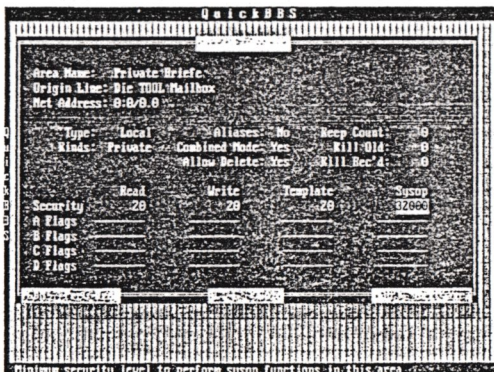 QuickBBS
Area Name: Private Briefe
Origin Line: Die TOOL Mailbox
Net Address: 0:0/0.0
Type: Local Aliases: No Keep Count: 0
Kinds: Private Combined Mode: Yes Kill Old 0
Allow Delete: Yes Kill Rec'd 0
Read Write Template Sysop
Security 20 20 20 32000
A Flags
B Flags
C Flags
D Flags
Minimum security level to perform sysop functions in this area